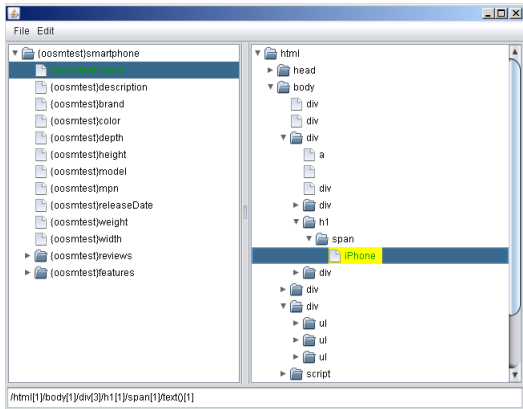 File Edit
{oosmtest}smartphone
{oosmtest}description
{oosmtest}brand
{oosmtest}color
{oosmtest}depth
{oosmtest}height
{oosmtest}model
{oosmtest}mpn
{oosmtest}releaseDate
{oosmtest}weight
{oosmtest}width
{oosmtest}reviews
{oosmtest}features
html
head
body
div
div
div
a
div
div
h1
span
iPhone
div
div
div
ul
ul
ul
script
/html[1]/body[1]/div[3]/h1[1]/span[1]/text()[1]